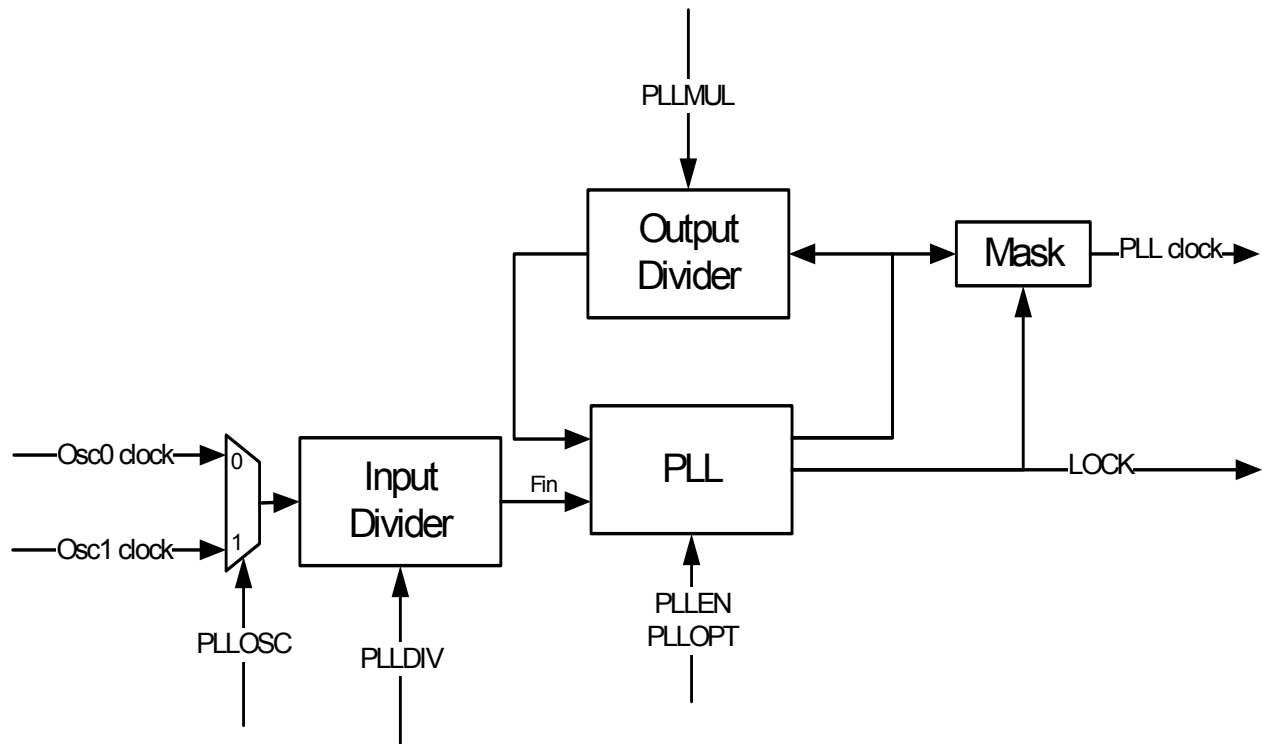 PLLMUL
Output
Divider
Mask
PLL clock
Osc0 clock
0
Input
Divider
Fin
PLL
LOCK
Osc1 clock
1
PLLOSC
PLLDIV
PLLEN
PLLOPT